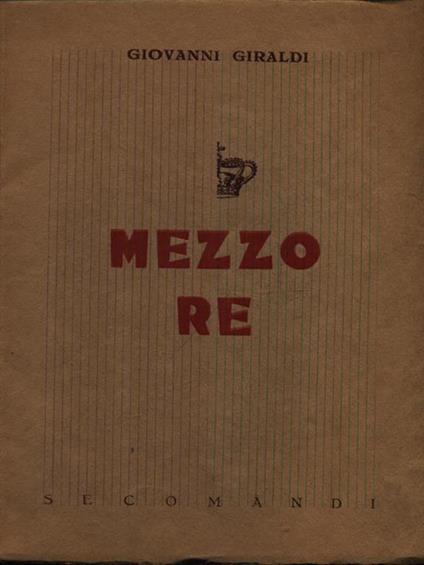 GIOVANNI GIRALDI
MEZZO
RE
SECOMANDI